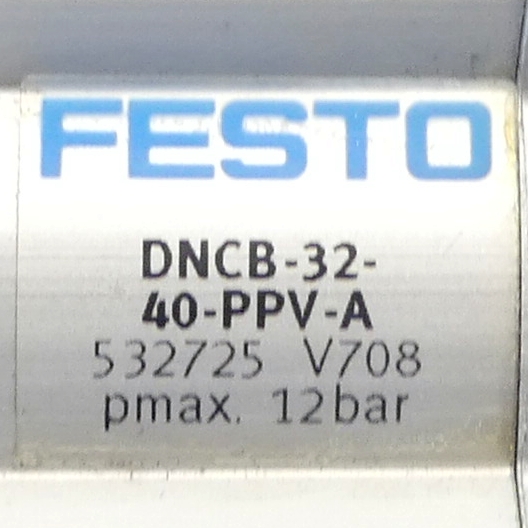 FESTO
DNCB-32-
40-PPV-A
532725 V708
pmax. 12bar